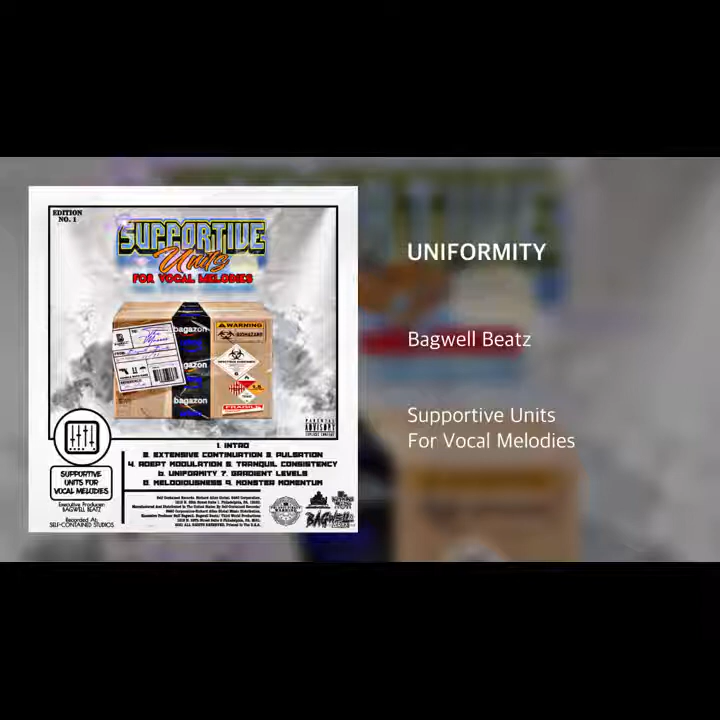 EDITION
NO. 1
SUPPORTIVE
Units
FOR VOCAL MELODIES
bagazon
WARNING
BIOHAZARD
bagazon
bagazon
FRAGILE
PARENTAL
ADVISORY
EXPLICIT CONTENT
1. INTRO
2. EXTENSIVE CONTINUATION 3. PULSATION
4. ADEPT MODULATION 5. TRANQUIL CONSISTENCY
6. UNIFORMITY 7. GRADIENT LEVELS
8. MELODIOUSNESS 9. MONSTER MOMENTUM
SUPPORTIVE
UNITS FOR
VOCAL MELODIES
Executive Producer:
BAGWELL BEATZ
Recorded At:
SELF-CONTAINED STUDIOS
UNIFORMITY
Bagwell Beatz
Supportive Units
For Vocal Melodies